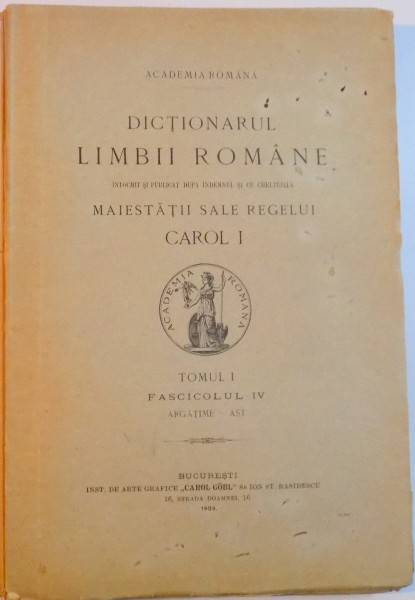 ACADEMIA ROMÂNĂ
DICȚIONARUL
LIMBII ROMÂNE
ÎNTOCMIT ȘI PUBLICAT DUPĂ ÎNDEMNUL ȘI CU CHELTUIALA
MAIESTĂȚII SALE REGELUI
CAROL I
ACADEMIA ROMANA
TOMUL I
FASCICOLUL IV
ARGĂȚIME – AST
BUCUREȘTI
INST. DE ARTE GRAFICE „CAROL GÖBL" S-R ION ST. RASIDESCU
16, STRADA DOAMNEI, 16